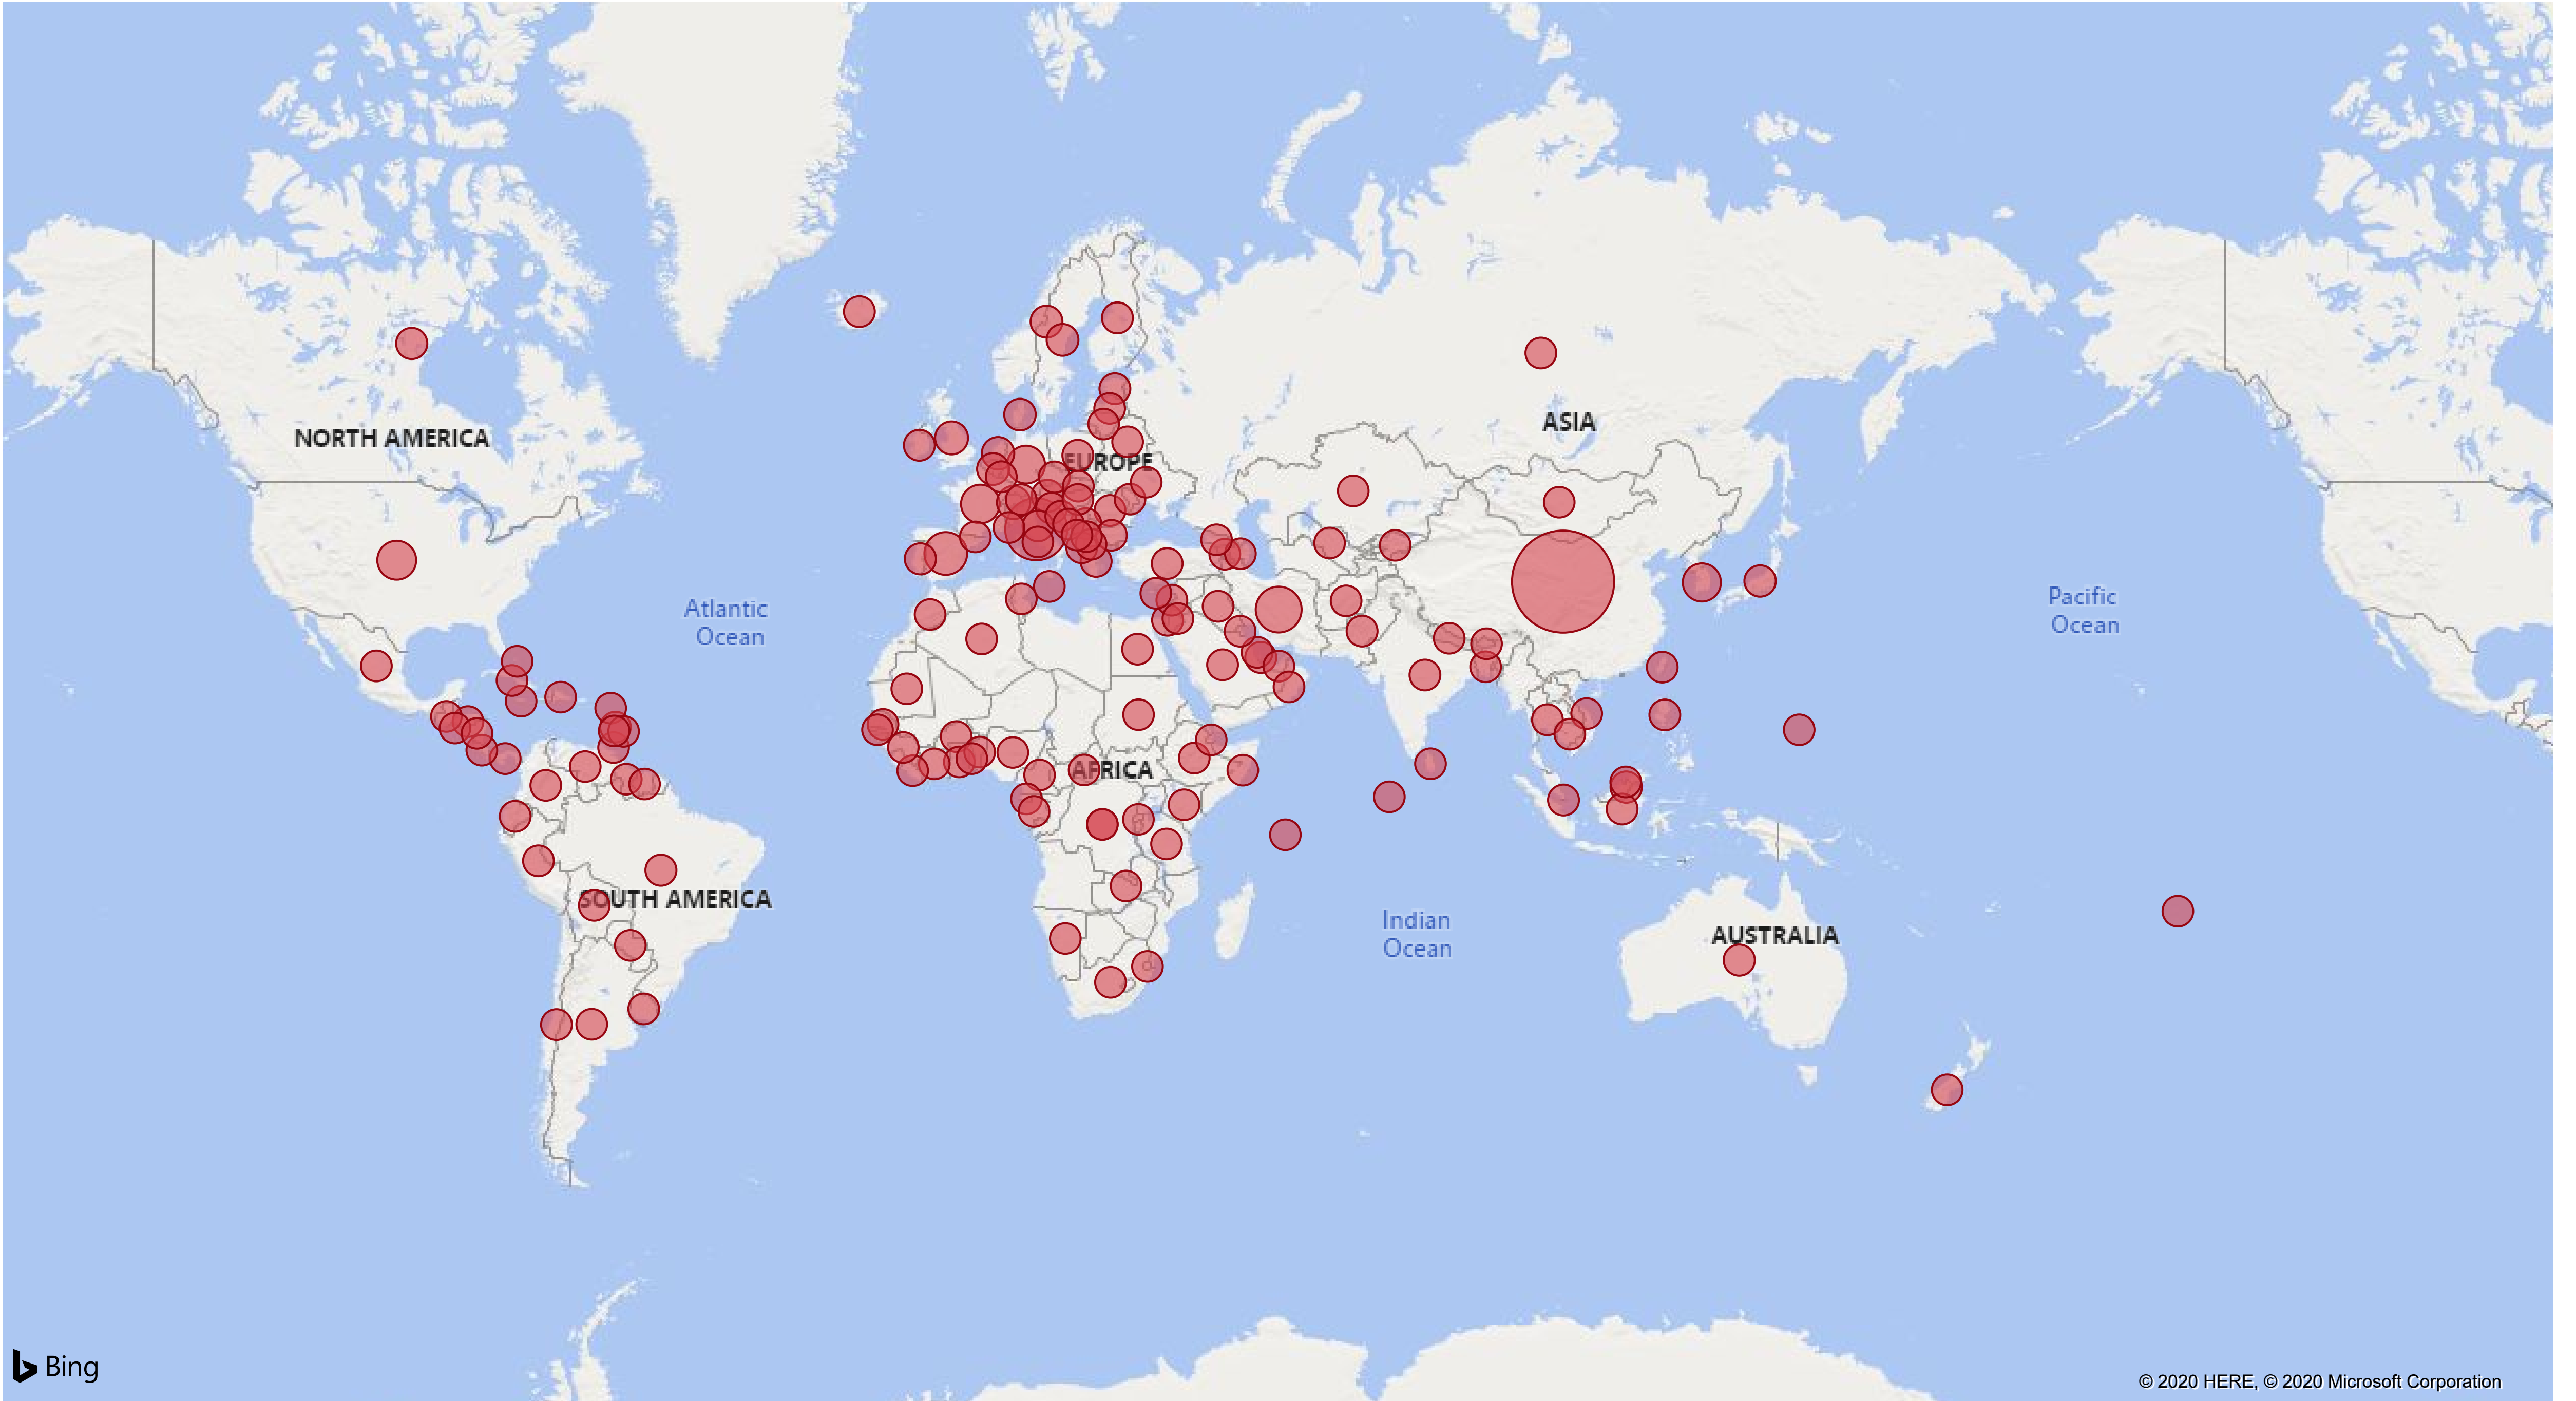 ASIA
NORTH AMERICA
EUROPE
Atlantic
Ocean
Pacific
Ocean
AFRICA
SOUTH AMERICA
Indian
Ocean
AUSTRALIA
Bing
© 2020 HERE, © 2020 Microsoft Corporation